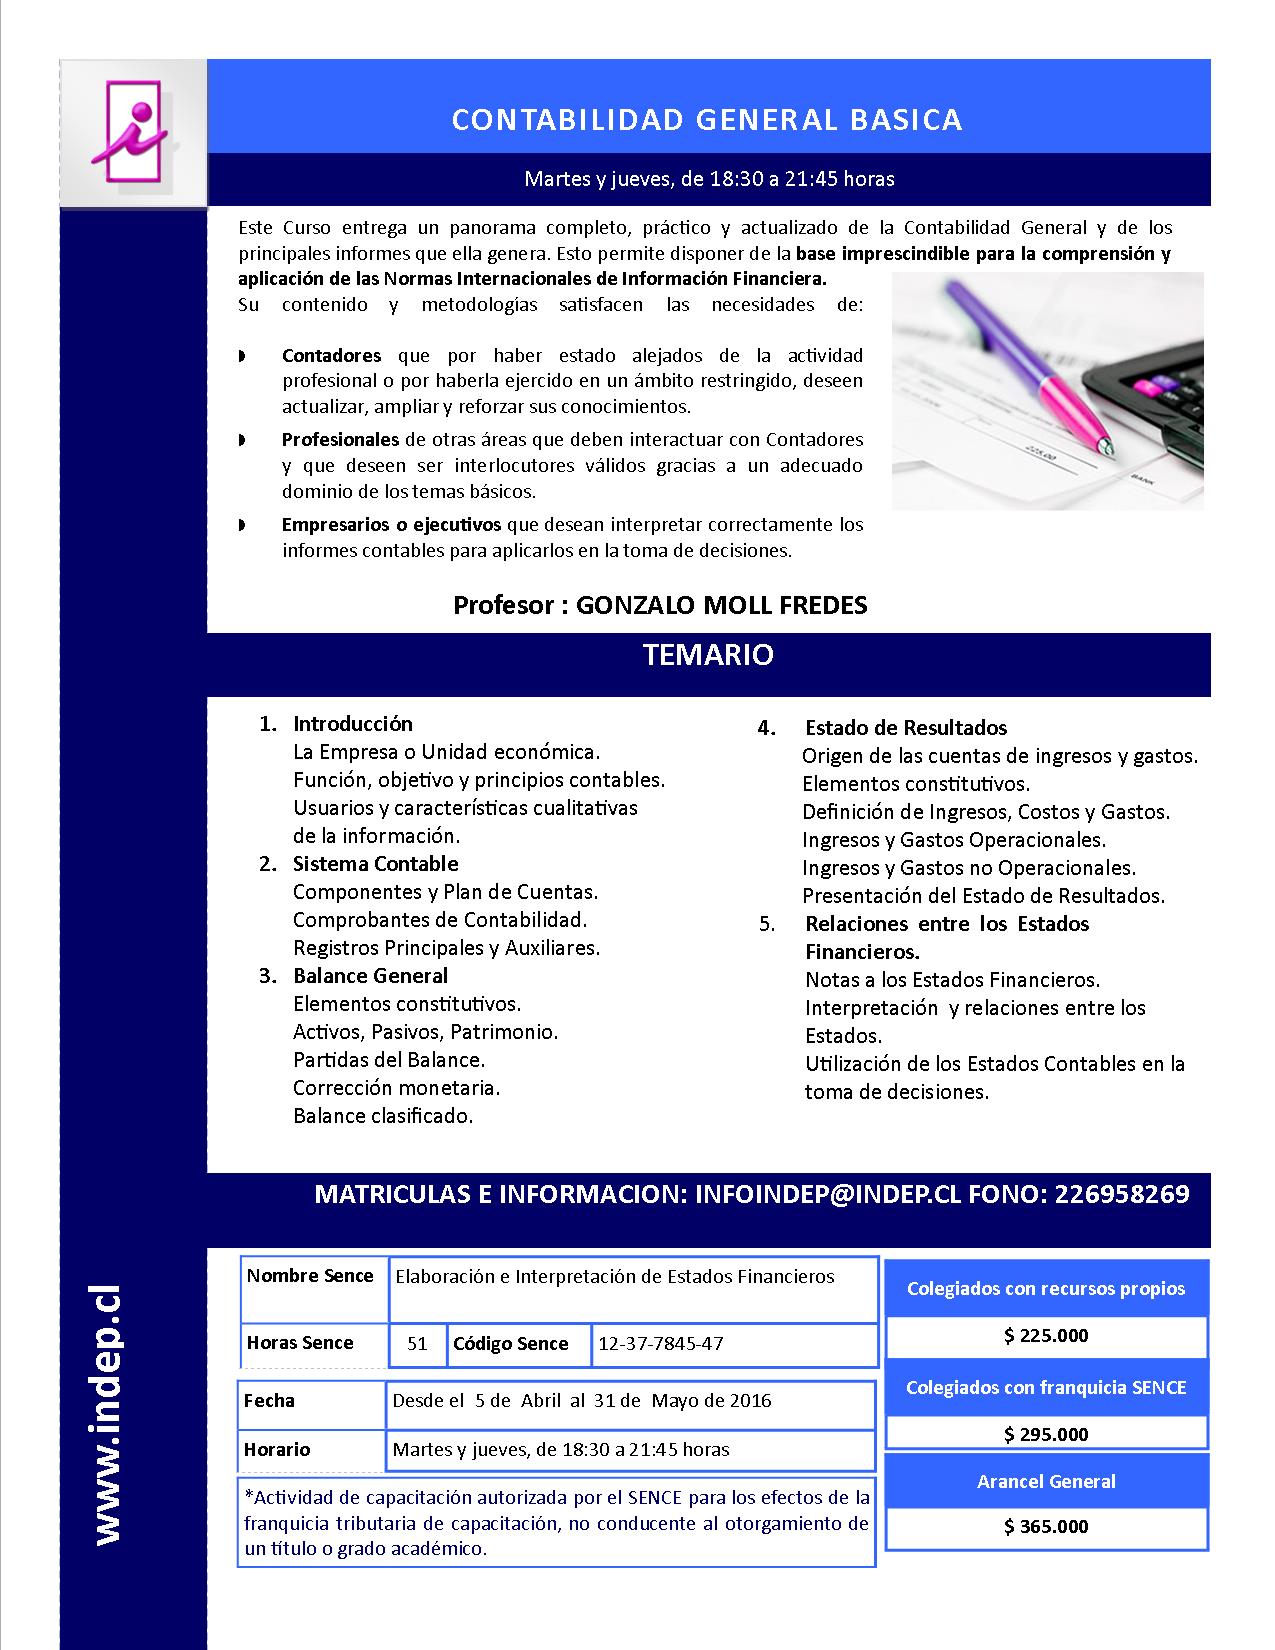 CONTABILIDAD GENERAL BASICA
Martes y jueves, de 18:30 a 21:45 horas
Este Curso entrega un panorama completo, práctico y actualizado de la Contabilidad General y de los
principales informes que ella genera. Esto permite disponer de la base imprescindible para la comprensión y
aplicación de las Normas Internacionales de Información Financiera.
Su contenido y metodologías satisfacen las necesidades de:
Contadores que por haber estado alejados de la actividad
profesional o por haberla ejercido en un ámbito restringido, deseen
actualizar, ampliar y reforzar sus conocimientos.
Profesionales de otras áreas que deben interactuar con Contadores
y que deseen ser interlocutores válidos gracias a un adecuado
dominio de los temas básicos.
Empresarios o ejecutivos que desean interpretar correctamente los
informes contables para aplicarlos en la toma de decisiones.
225.00
BANK
Profesor : GONZALO MOLL FREDES
TEMARIO
1. Introducción
La Empresa o Unidad económica.
Función, objetivo y principios contables.
Usuarios y características cualitativas
de la información.
2. Sistema Contable
Componentes y Plan de Cuentas.
Comprobantes de Contabilidad.
Registros Principales y Auxiliares.
3. Balance General
Elementos constitutivos.
Activos, Pasivos, Patrimonio.
Partidas del Balance.
Corrección monetaria.
Balance clasificado.
4. Estado de Resultados
Origen de las cuentas de ingresos y gastos.
Elementos constitutivos.
Definición de Ingresos, Costos y Gastos.
Ingresos y Gastos Operacionales.
Ingresos y Gastos no Operacionales.
Presentación del Estado de Resultados.
5. Relaciones entre los Estados
Financieros.
Notas a los Estados Financieros.
Interpretación y relaciones entre los
Estados.
Utilización de los Estados Contables en la
toma de decisiones.
MATRICULAS E INFORMACION: INFOINDEP@INDEP.CL FONO: 226958269
www.indep.cl
Nombre Sence Elaboración e Interpretación de Estados Financieros
Horas Sence 51 Código Sence 12-37-7845-47
Fecha Desde el 5 de Abril al 31 de Mayo de 2016
Horario Martes y jueves, de 18:30 a 21:45 horas
*Actividad de capacitación autorizada por el SENCE para los efectos de la
franquicia tributaria de capacitación, no conducente al otorgamiento de
un título o grado académico.
Colegiados con recursos propios
$ 225.000
Colegiados con franquicia SENCE
$ 295.000
Arancel General
$ 365.000